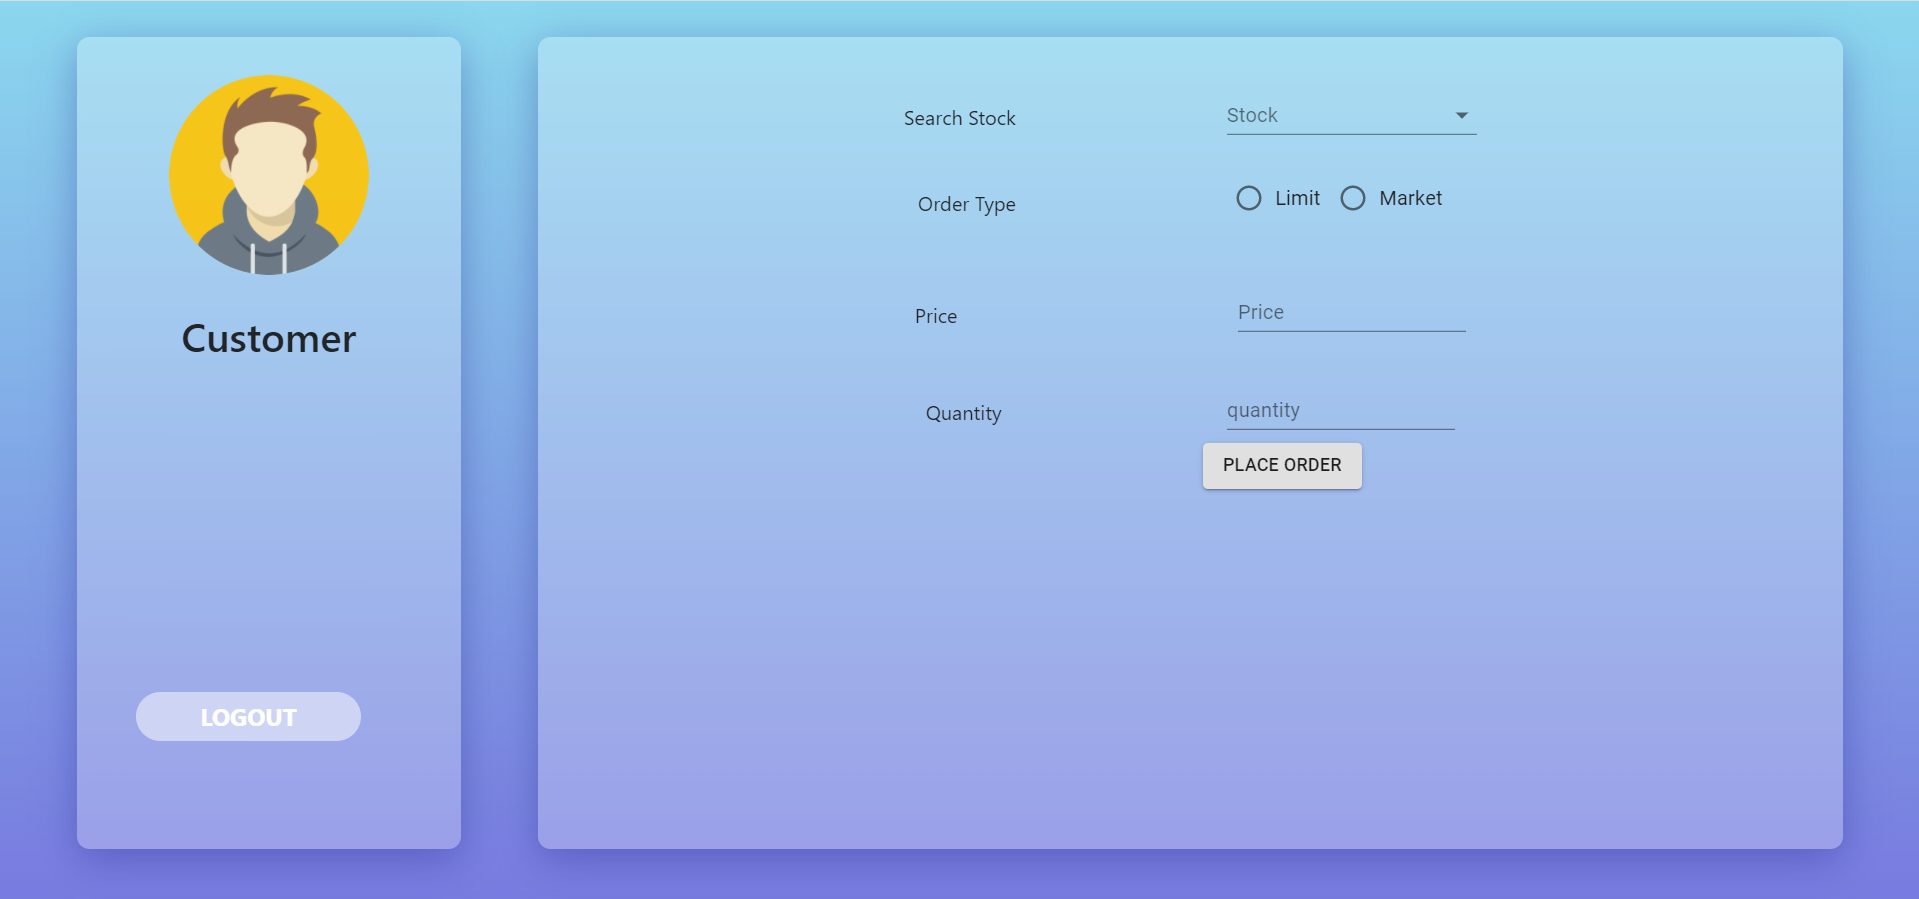 Customer
LOGOUT
Search Stock
Stock
Order Type
Limit
Market
Price
Price
Quantity
quantity
PLACE ORDER